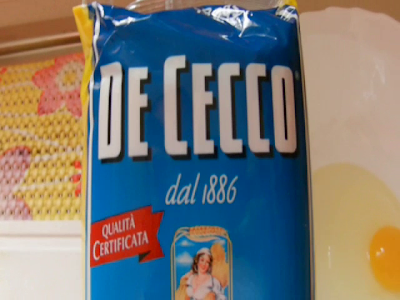 DE CECCO
dal 1886
QUALITÀ
CERTIFICATA